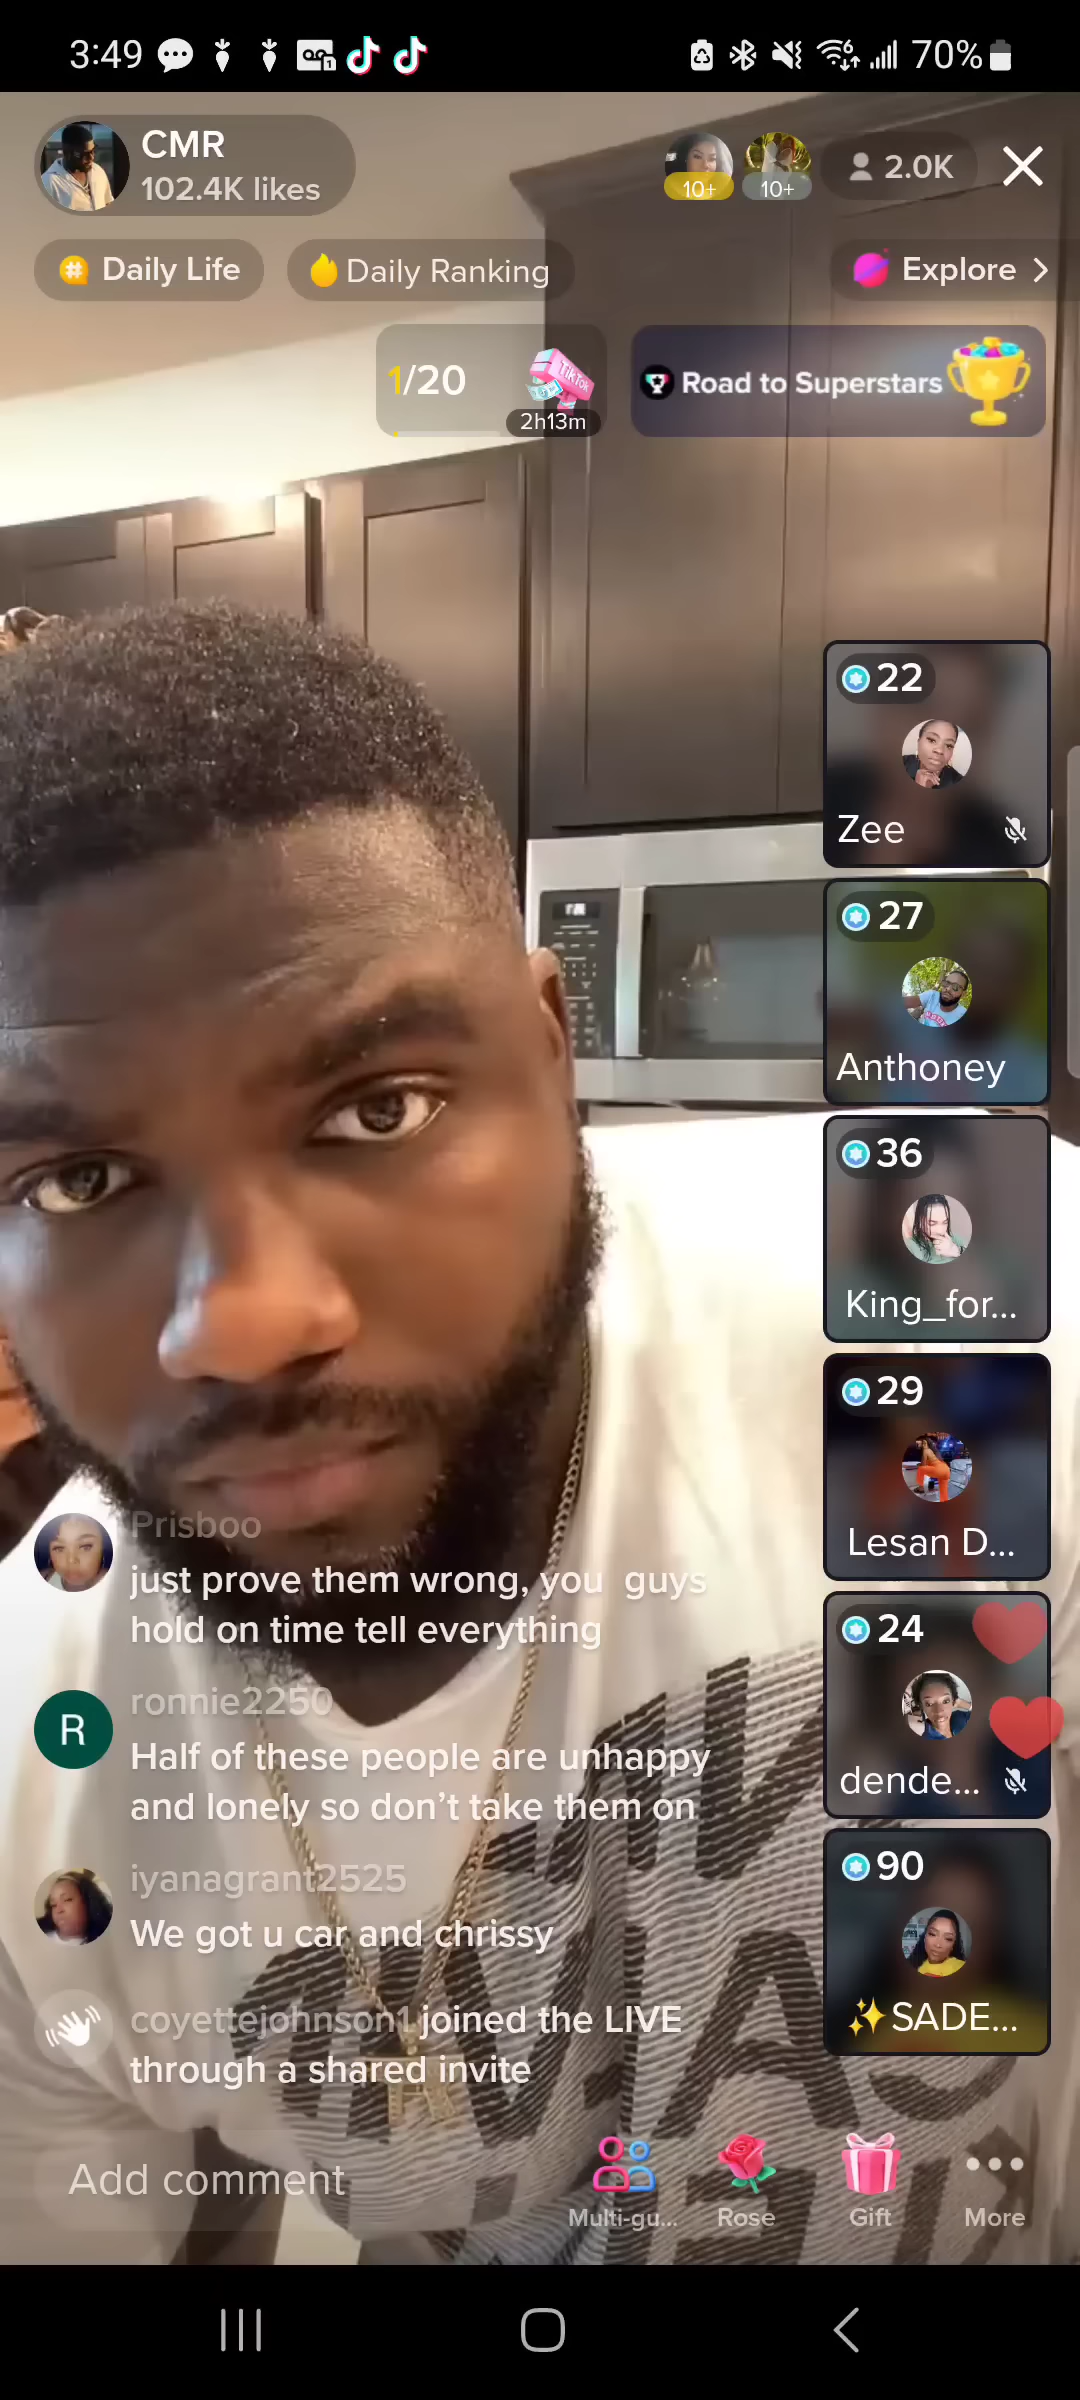 3:49
70%
CMR
102.4K likes
10+
10+
2.0K
Daily Life
Daily Ranking
Explore >
1/20
TikTok
2h13m
Road to Superstars
22
Zee
27
Anthoney
36
King_for...
29
Lesan D...
24
dende...
90
✨SADE...
Prisboo
just prove them wrong, you  guys
hold on time tell everything
R
ronnie2250
Half of these people are unhappy
and lonely so don't take them on
iyanagrant2525
We got u car and chrissy
coyettejohnson1 joined the LIVE
through a shared invite
Add comment
Multi-gu...
Rose
Gift
More